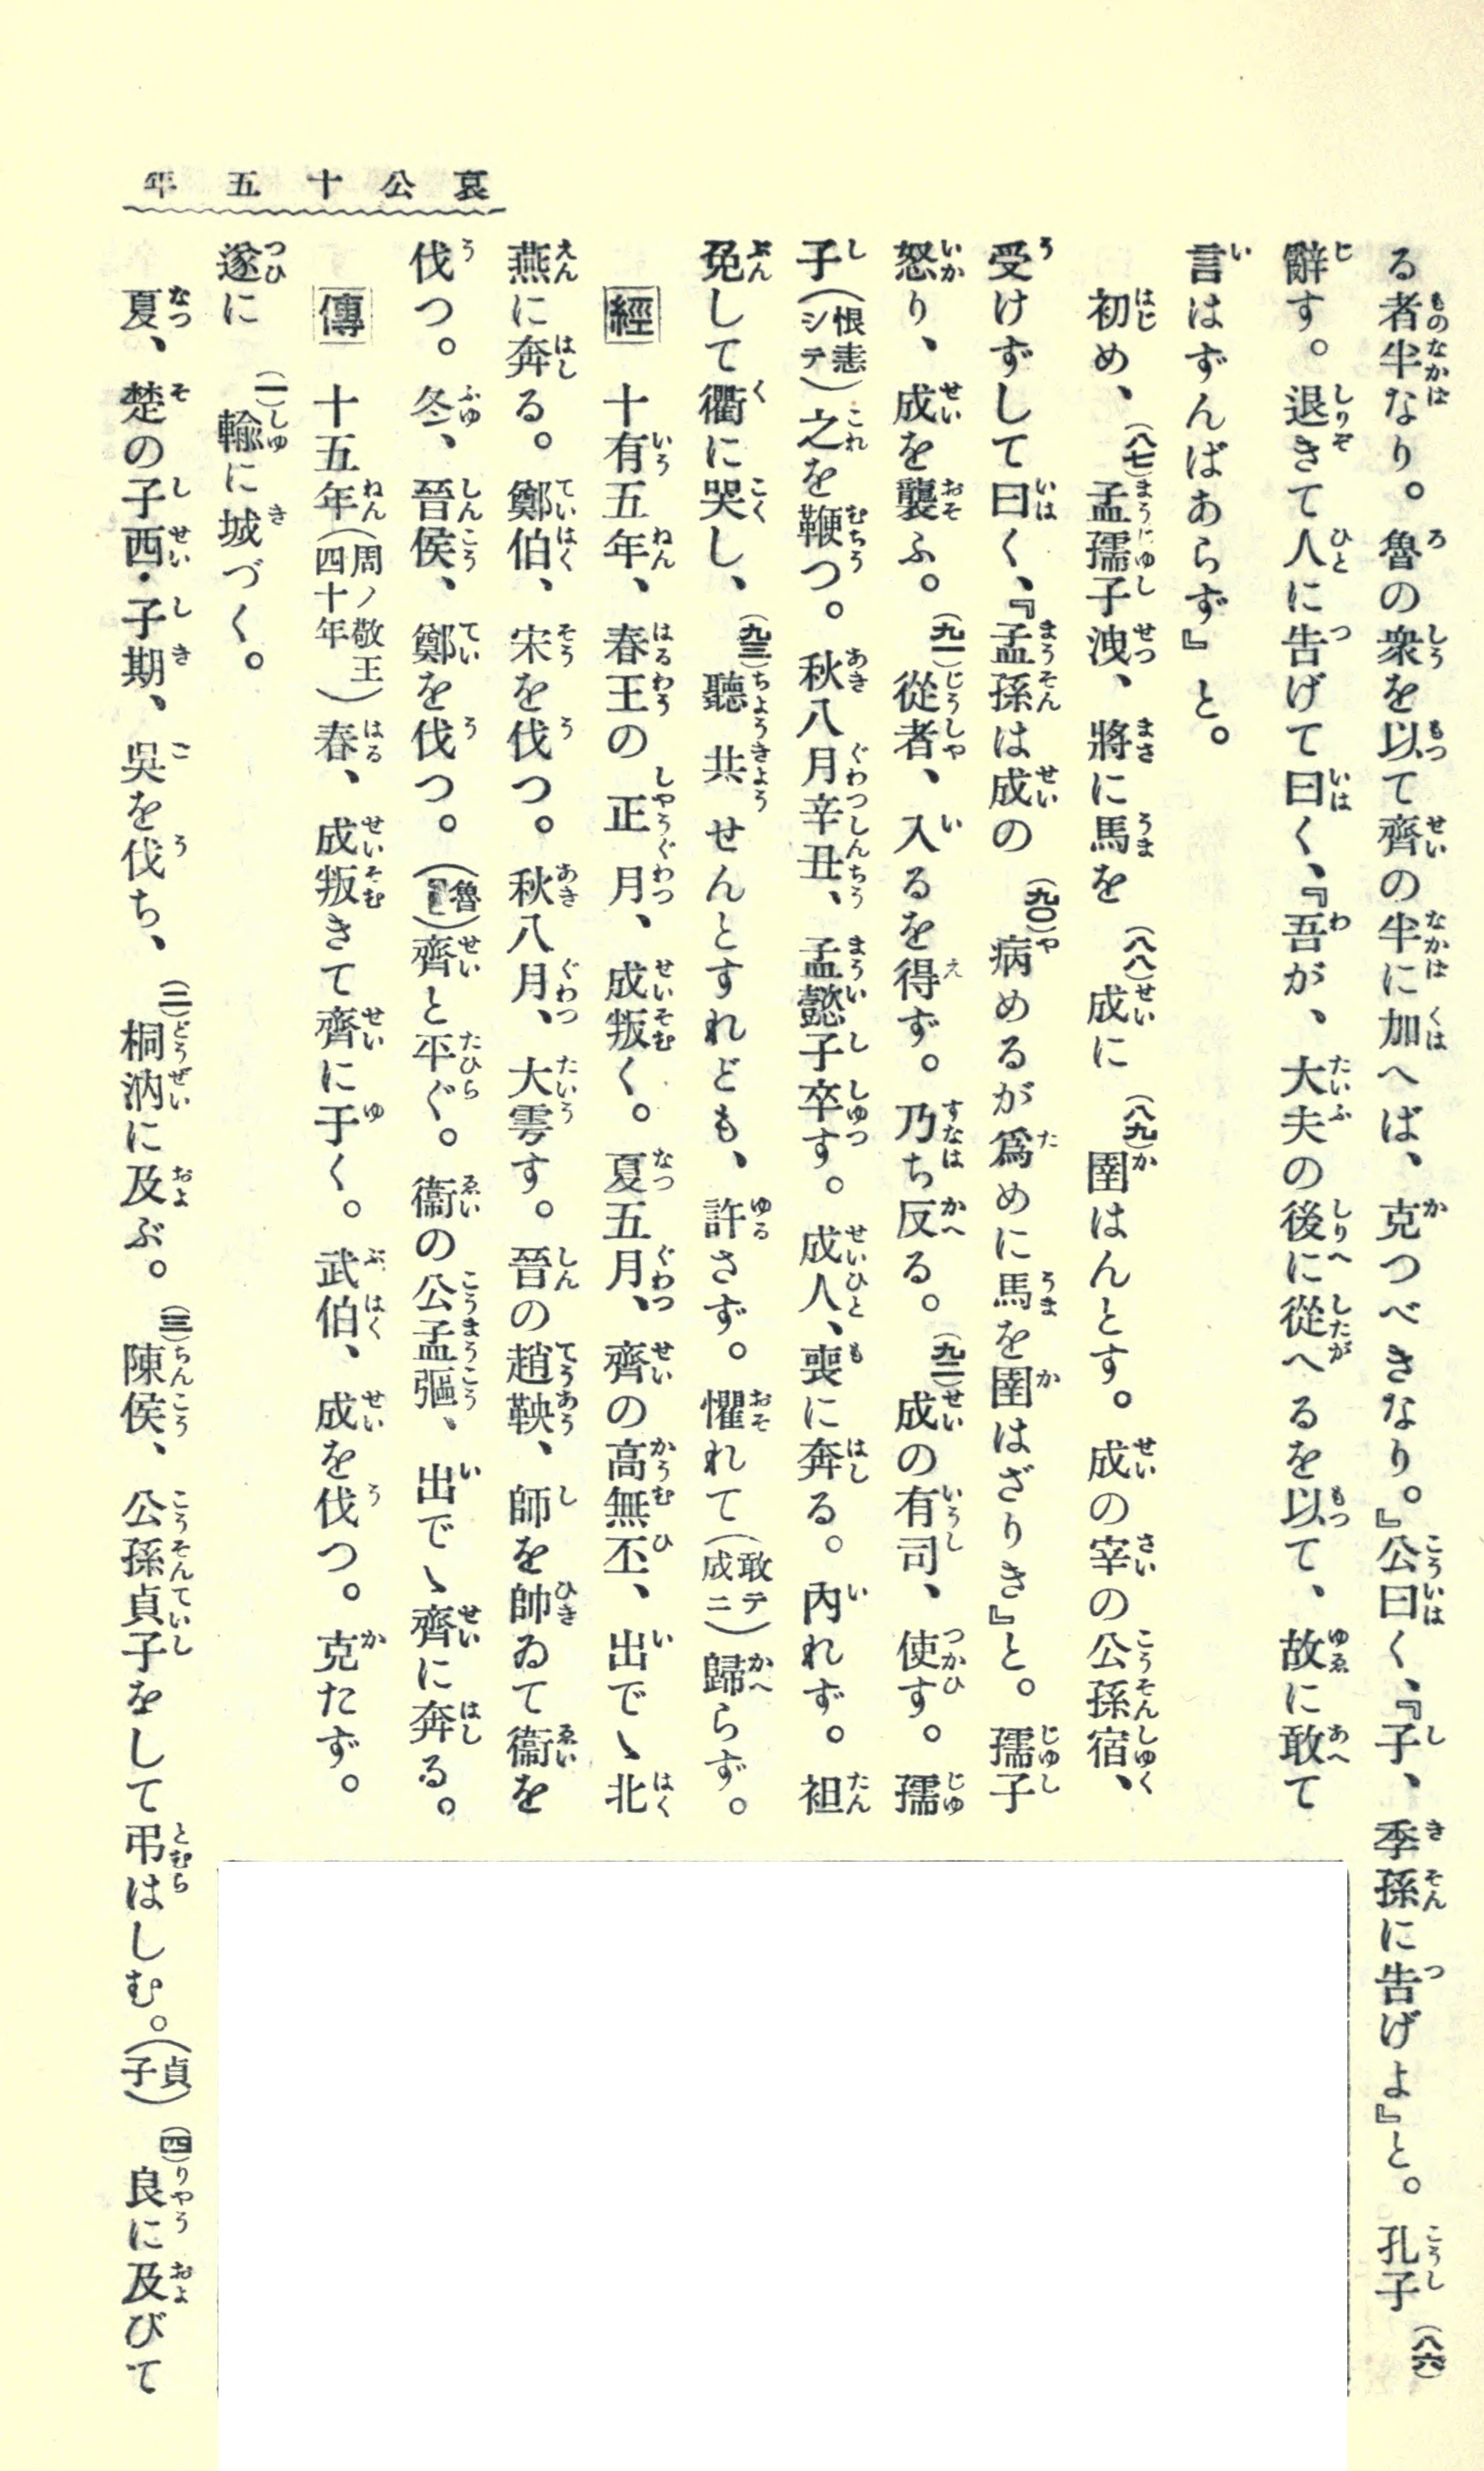 哀公十五年
る者半なり。魯の衆を以て齊の半に加へば、克つべきなり。』公曰く、『子、季孫に告げよ』と。孔子(八六)
辭す。退きて人に告げて曰く、『吾が、大夫の後に從へるを以て、故に敢て
言はずんばあらず』と。
初め、(八七)孟孺子洩、將に馬を(八八)成に(八九)圉はんとす。成の宰の公孫宿、
受けずして曰く、『孟孫は成の(九〇)病めるが爲めに馬を圉はざりき』と。孺子
怒り、成を襲ふ。(九一)從者、入るを得ず。乃ち反る。(九二)成の有司、使す。孺
子(恨恚シテ)之を鞭つ。秋八月辛丑、孟懿子卒す。成人、喪に奔る。內れず。袒
免して衢に哭し、(九三)聽共せんとすれども、許さず。懼れて(敢テ成ニ)歸らず。
經 十有五年、春王の正月、成叛く。夏五月、齊の高無丕、出でゝ北
燕に奔る。鄭伯、宋を伐つ。秋八月、大雩す。晉の趙鞅、師を帥ゐて衞を
伐つ。冬、晉侯、鄭を伐つ。(魯)齊と平ぐ。衞の公孟彄、出でゝ齊に奔る。
傳 十五年(周ノ敬王四十年)春、成叛きて齊に于く。武伯、成を伐つ。克たず。
遂に(一)輸に城づく。
夏、楚の子西・子期、吳を伐ち、(二)桐汭に及ぶ。(三)陳侯、公孫貞子をして弔はしむ。(貞子)(四)良に及びて